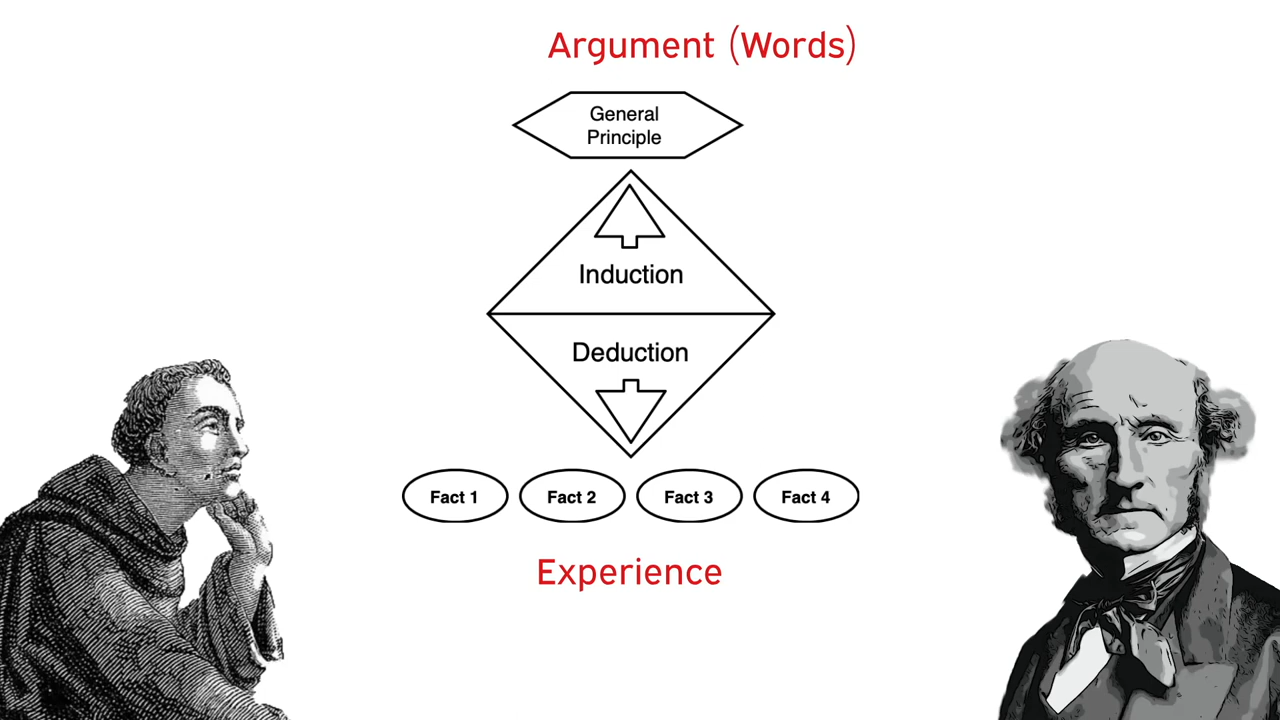 Argument (Words)
General
Principle
Induction
Deduction
Fact 1
Fact 2
Fact 3
Fact 4
Experience